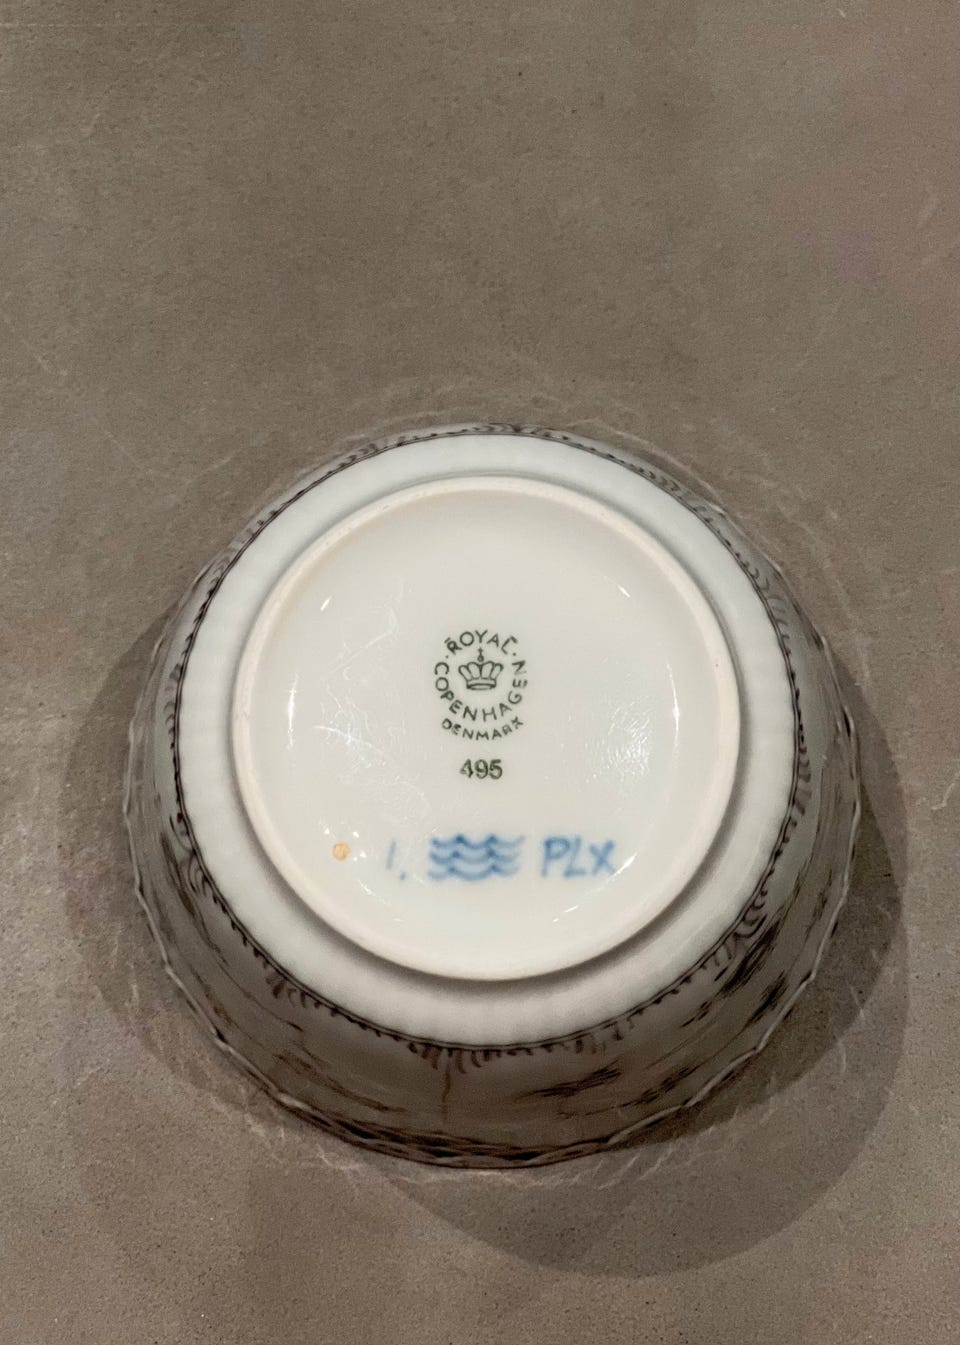 ROYAL
COPENHAGEN
DENMARK
495
1, PLX